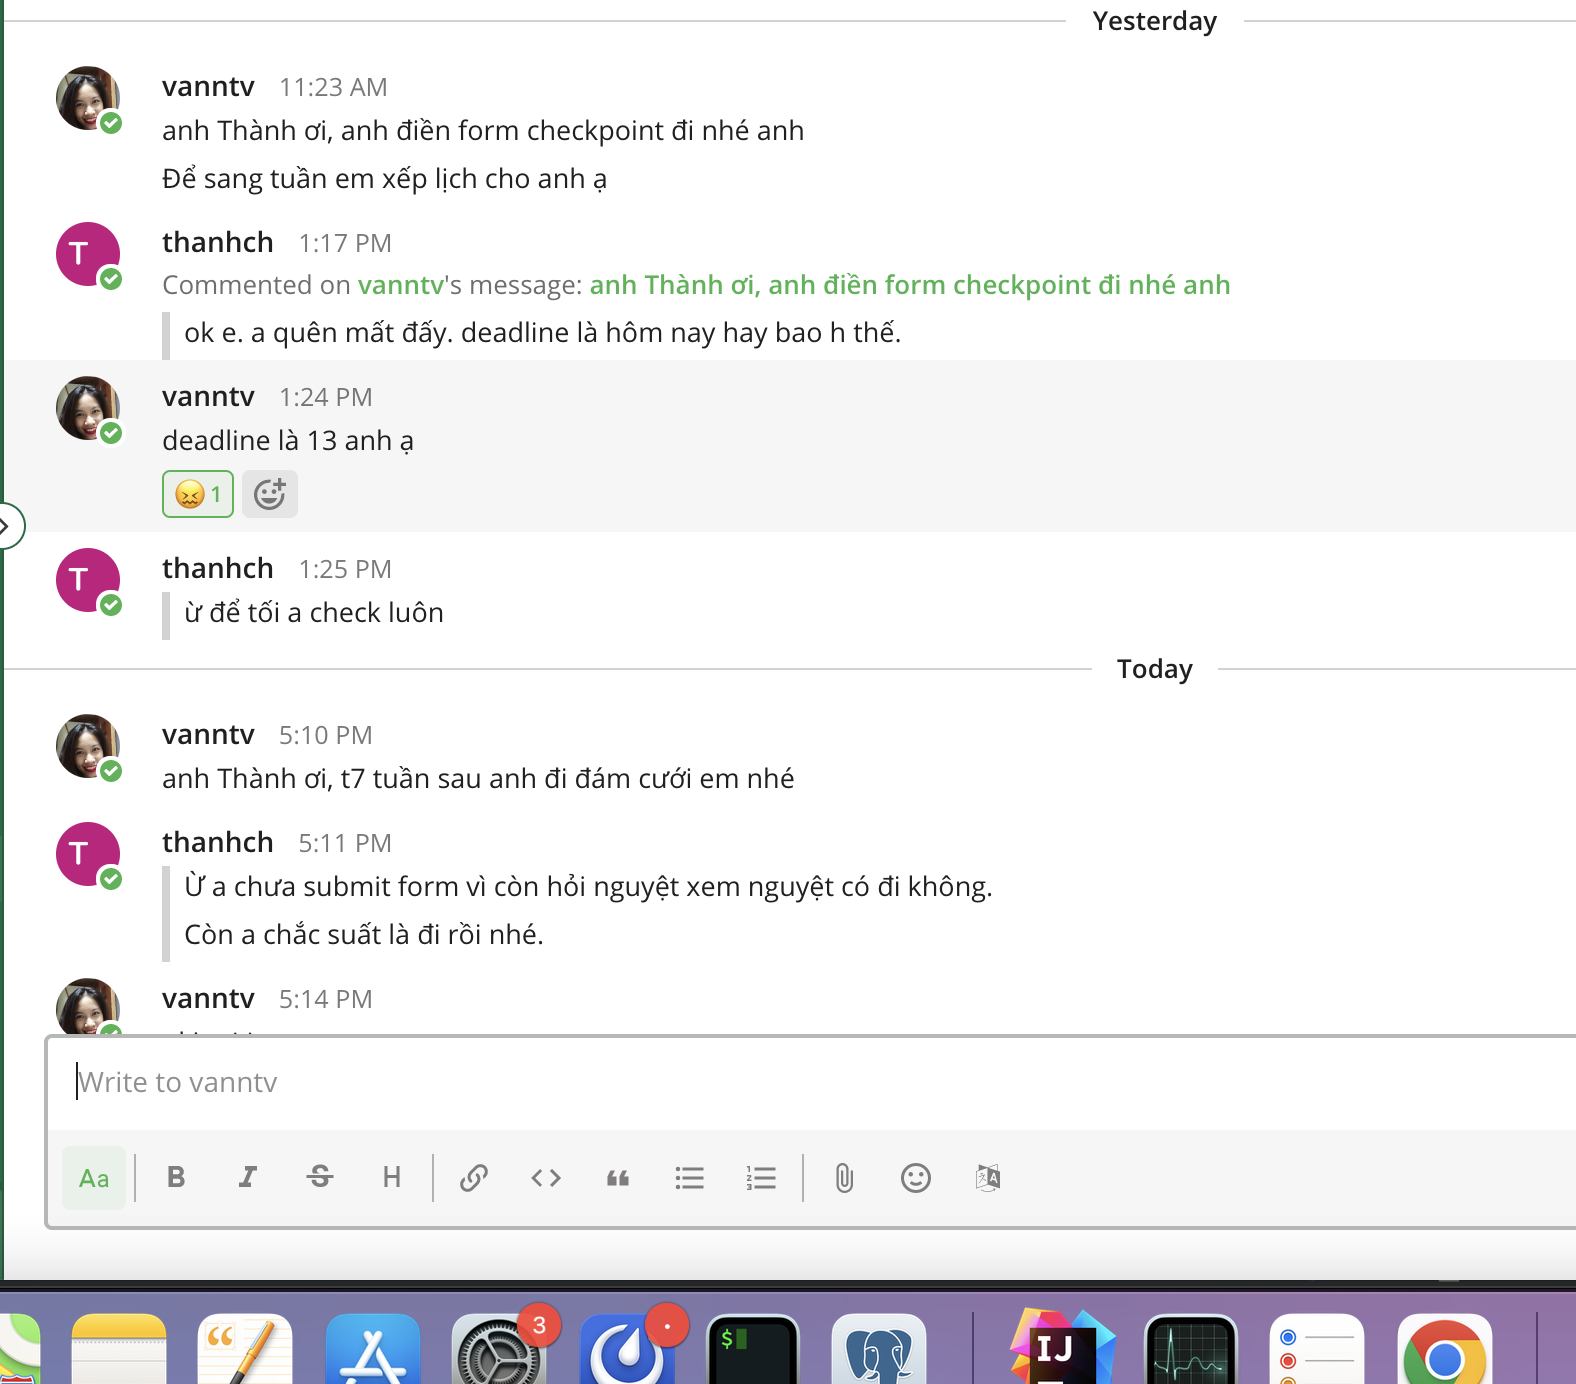 Yesterday
vanntv 11:23 AM
anh Thành ơi, anh điền form checkpoint đi nhé anh
Để sang tuần em xếp lịch cho anh ạ
T
thanhch 1:17 PM
Commented on vanntv's message: anh Thành ơi, anh điền form checkpoint đi nhé anh
ok e. a quên mất đấy. deadline là hôm nay hay bao h thế.
vanntv 1:24 PM
deadline là 13 anh ạ
1
T
thanhch 1:25 PM
ừ để tối a check luôn
Today
vanntv 5:10 PM
anh Thành ơi, t7 tuần sau anh đi đám cưới em nhé
T
thanhch 5:11 PM
Ừ a chưa submit form vì còn hỏi nguyệt xem nguyệt có đi không.
Còn a chắc suất là đi rồi nhé.
vanntv 5:14 PM
Write to vanntv
Aa B I S H
3
$
IJ